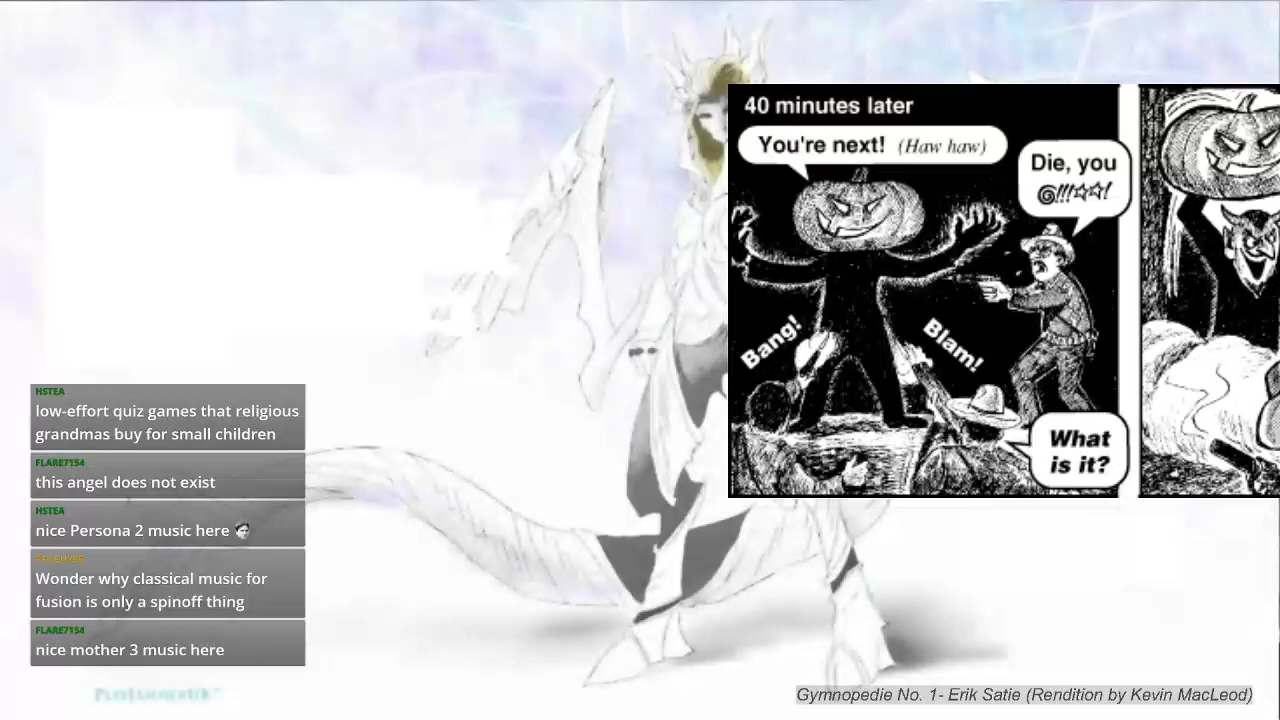 40 minutes later
You're next! (Haw haw)
Die, you
@!!!☆☆!
Bang!
Blam!
What
is it?
HSTEA
low-effort quiz games that religious
grandmas buy for small children
FLARE7154
this angel does not exist
HSTEA
nice Persona 2 music here
Wonder why classical music for
fusion is only a spinoff thing
FLARE7154
nice mother 3 music here
Gymnopedie No. 1- Erik Satie (Rendition by Kevin MacLeod)